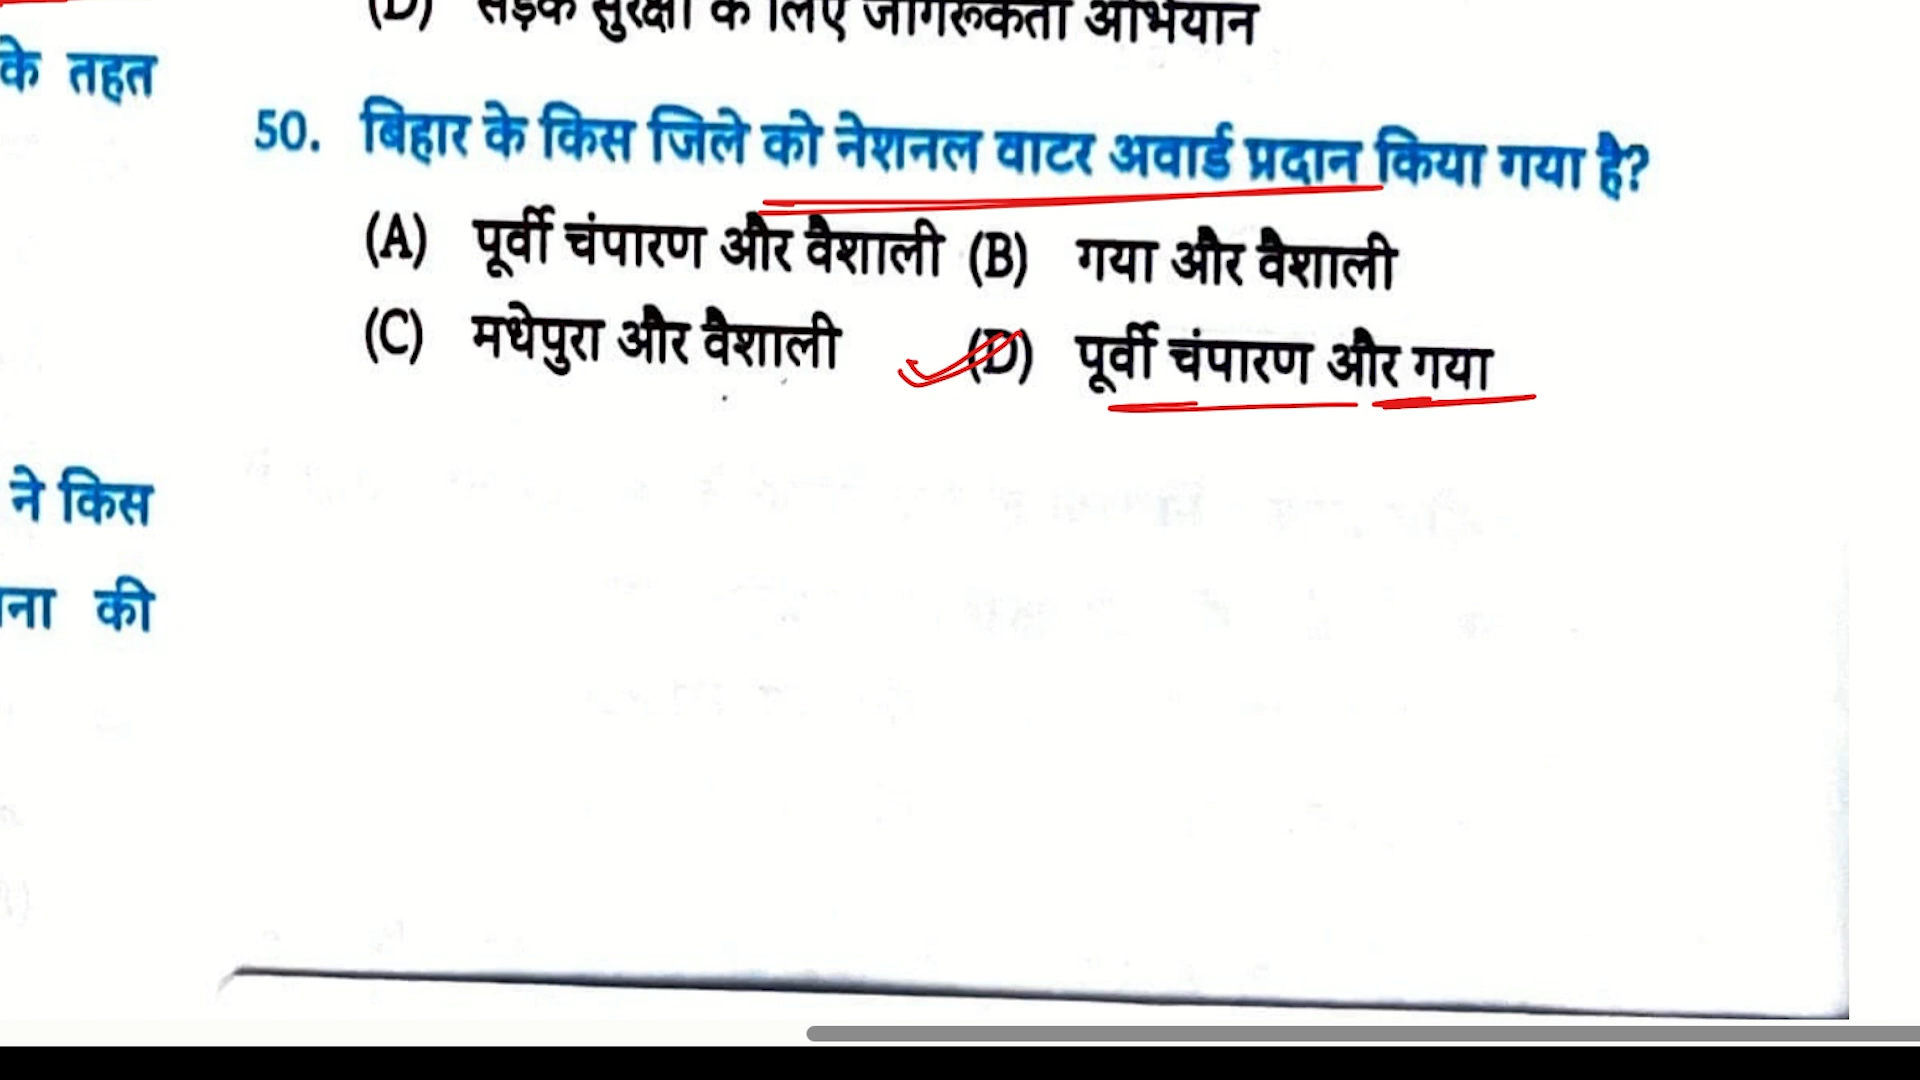 (D) सड़क सुरक्षा के लिए जागरूकता अभियान
के तहत
50. बिहार के किस जिले को नेशनल वाटर अवार्ड प्रदान किया गया है?
(A) पूर्वी चंपारण और वैशाली (B) गया और वैशाली
(C) मधेपुरा और वैशाली (D) पूर्वी चंपारण और गया
ने किस
की